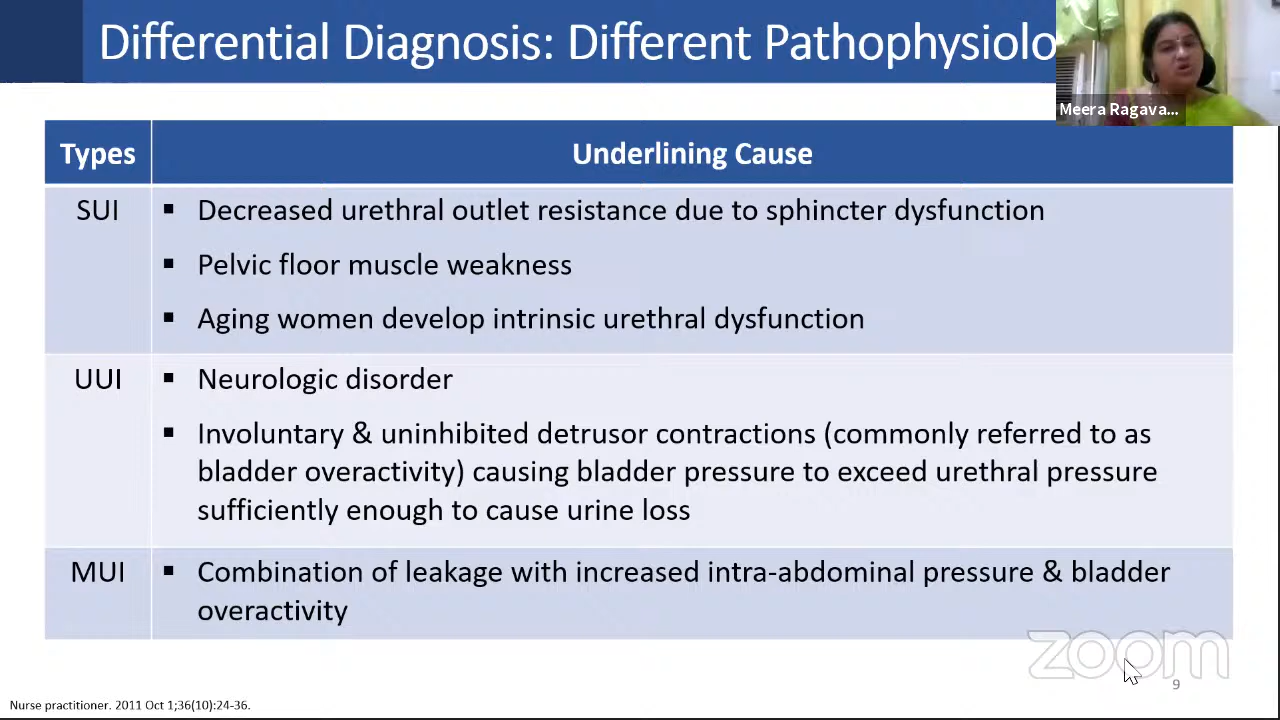 Differential Diagnosis: Different Pathophysiolo
Meera Ragava...
Types
Underlining Cause
SUI
▪ Decreased urethral outlet resistance due to sphincter dysfunction
▪ Pelvic floor muscle weakness
▪ Aging women develop intrinsic urethral dysfunction
UUI
▪ Neurologic disorder
▪ Involuntary & uninhibited detrusor contractions (commonly referred to as
bladder overactivity) causing bladder pressure to exceed urethral pressure
sufficiently enough to cause urine loss
MUI
▪ Combination of leakage with increased intra-abdominal pressure & bladder
overactivity
zoom
9
Nurse practitioner. 2011 Oct 1;36(10):24-36.